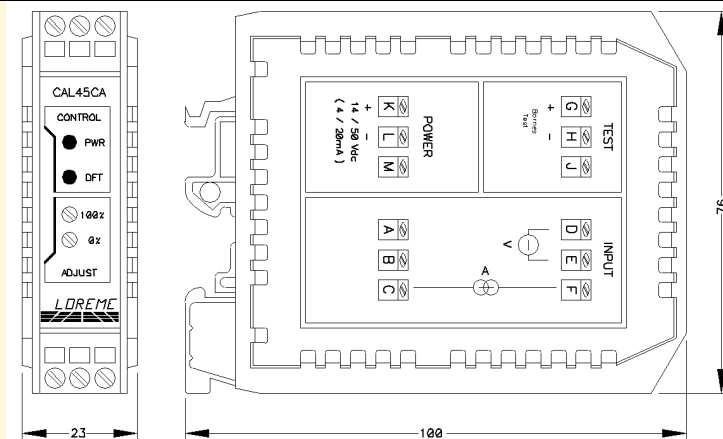 CAL45CA
CONTROL
PWR
DFT
100%
0%
ADJUST
LOREME
23
POWER
K L M
+ -
14 / 50 Vdc
( 4 / 20mA )
TEST
G H J
+ -
Bornes
Test
INPUT
A B C
D E F
V
A
100
76